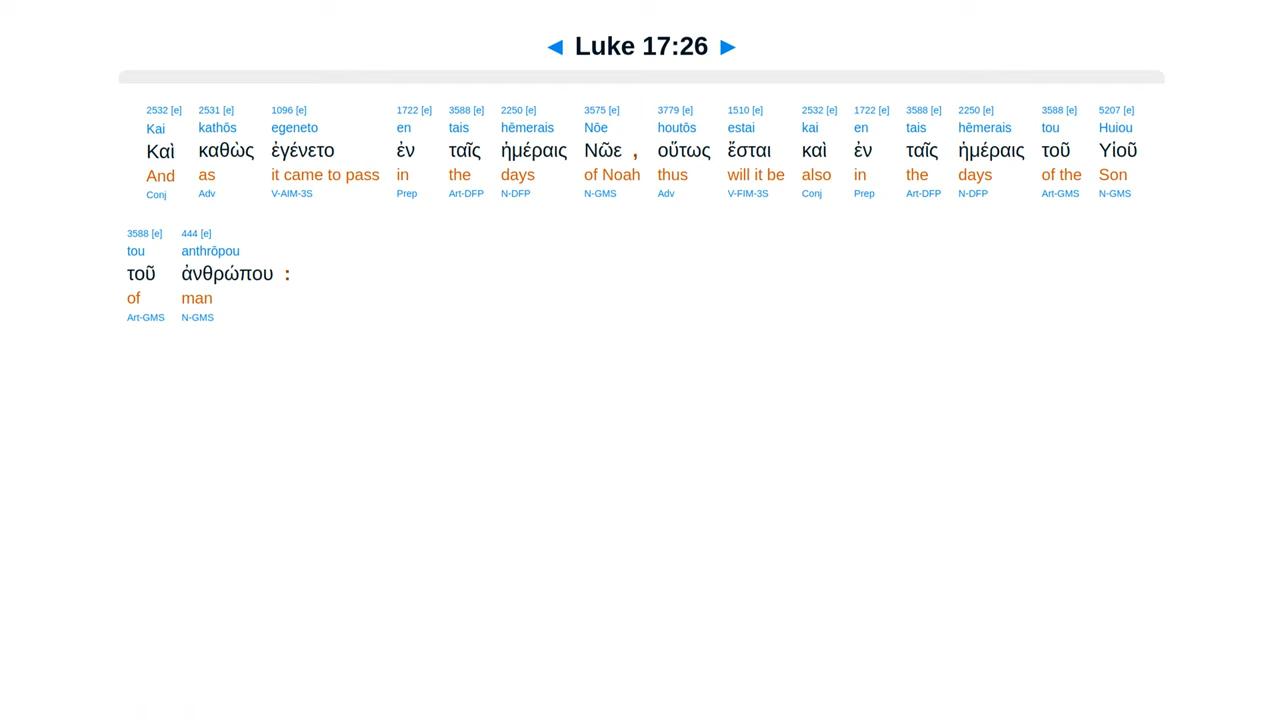 ◄ Luke 17:26 ►
2532 [e] 2531 [e] 1096 [e] 1722 [e] 3588 [e] 2250 [e] 3575 [e] 3779 [e] 1510 [e] 2532 [e] 1722 [e] 3588 [e] 2250 [e] 3588 [e] 5207 [e]
Kai kathōs egeneto en tais hēmerais Nōe houtōs estai kai en tais hēmerais tou Huiou
Καὶ καθὼς ἐγένετο ἐν ταῖς ἡμέραις Νῶε , οὕτως ἔσται καὶ ἐν ταῖς ἡμέραις τοῦ Υἱοῦ
And as it came to pass in the days of Noah thus will it be also in the days of the Son
Conj Adv V-AIM-3S Prep Art-DFP N-DFP N-GMS Adv V-FIM-3S Conj Prep Art-DFP N-DFP Art-GMS N-GMS
3588 [e] 444 [e]
tou anthrōpou
τοῦ ἀνθρώπου :
of man
Art-GMS N-GMS